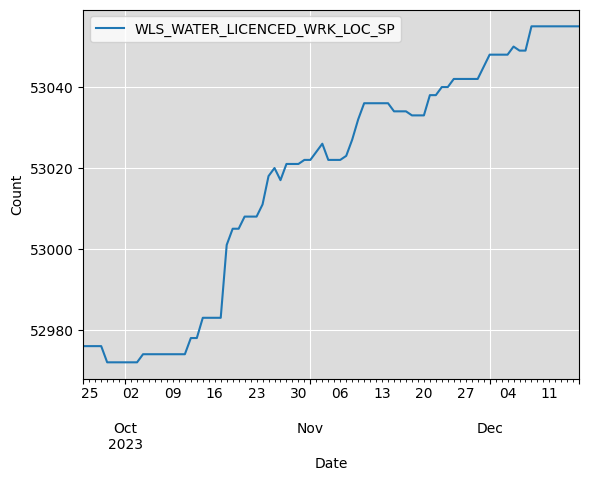 WLS_WATER_LICENCED_WRK_LOC_SP
53040
53020
53000
52980
Count
25 02 09 16 23 30 06 13 20 27 04 11
Oct Nov Dec
2023
Date